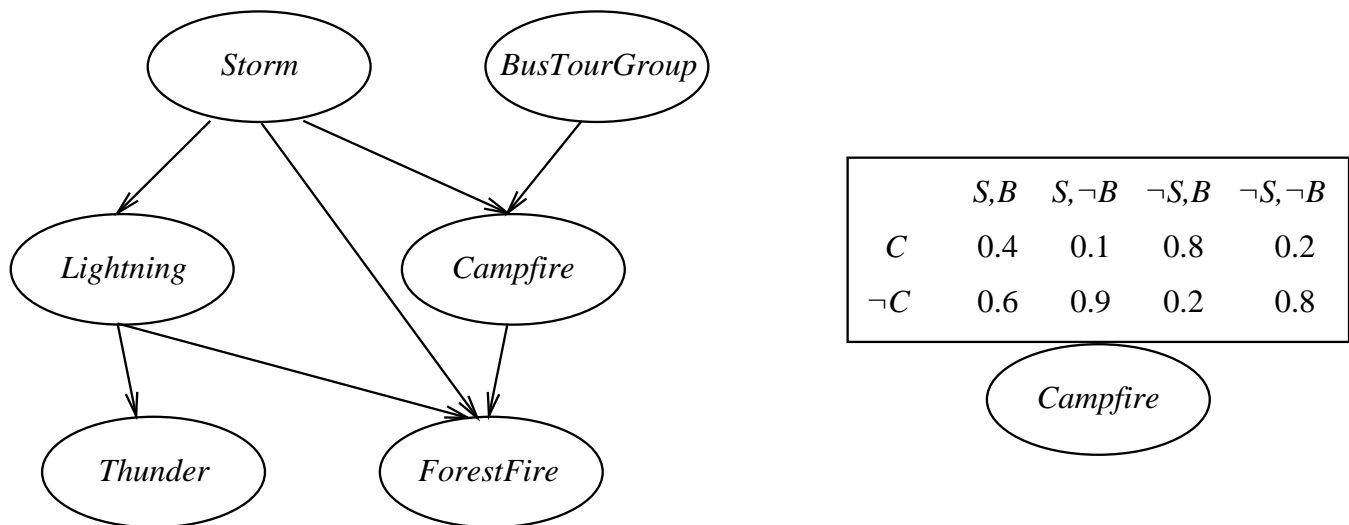 Storm
BusTourGroup
Lightning
Campfire
Thunder
ForestFire
S,B S,¬B ¬S,B ¬S,¬B
C 0.4 0.1 0.8 0.2
¬C 0.6 0.9 0.2 0.8
Campfire